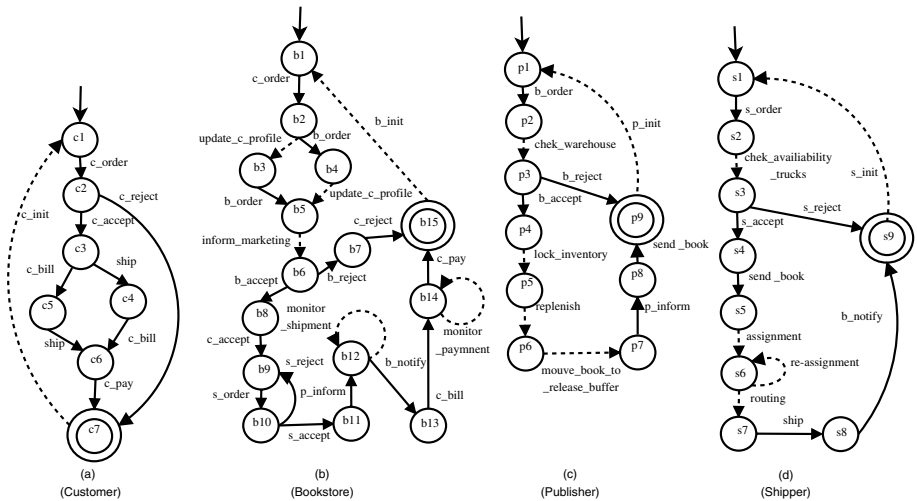 c1
c_order
c2
c_reject
c_accept
c_init
c3
c_bill
ship
c5
c4
ship
c_bill
c6
c_pay
c7
(a)
(Customer)
b1
c_order
b2
b_init
update_c_profile
b_order
b3
b4
b_order
update_c_profile
b5
c_reject
b15
inform_marketing
b7
b6
b_reject
c_pay
b_accept
b8
monitor
_shipment
b14
c_accept
monitor
_paymnent
s_reject
b12
b9
b_notify
s_order
p_inform
c_bill
b10
b11
b13
s_accept
(b)
(Bookstore)
p1
b_order
p2
p_init
chek_warehouse
p3
b_reject
b_accept
p9
p4
send _book
lock_inventory
p8
p5
replenish
p_inform
p6
p7
mouve_book_to
_release_buffer
(c)
(Publisher)
s1
s_order
s2
chek_availiability
_trucks
s_init
s3
s_reject
s_accept
s9
s4
send _book
s5
b_notify
assignment
s6
re-assignment
routing
ship
s7
s8
(d)
(Shipper)